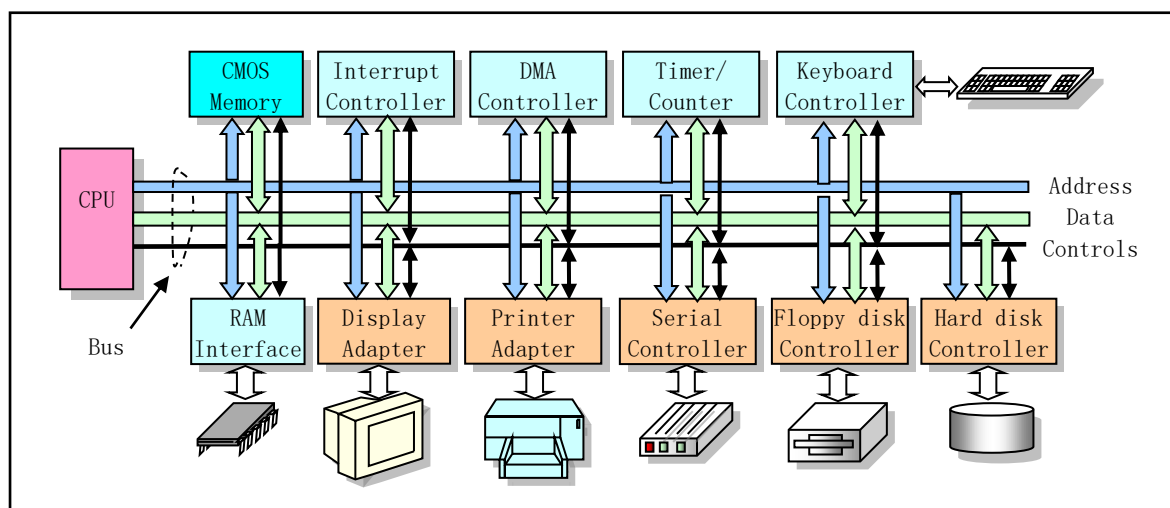 CMOS
Memory
Interrupt
Controller
DMA
Controller
Timer/
Counter
Keyboard
Controller
CPU
Address
Data
Controls
Bus
RAM
Interface
Display
Adapter
Printer
Adapter
Serial
Controller
Floppy disk
Controller
Hard disk
Controller